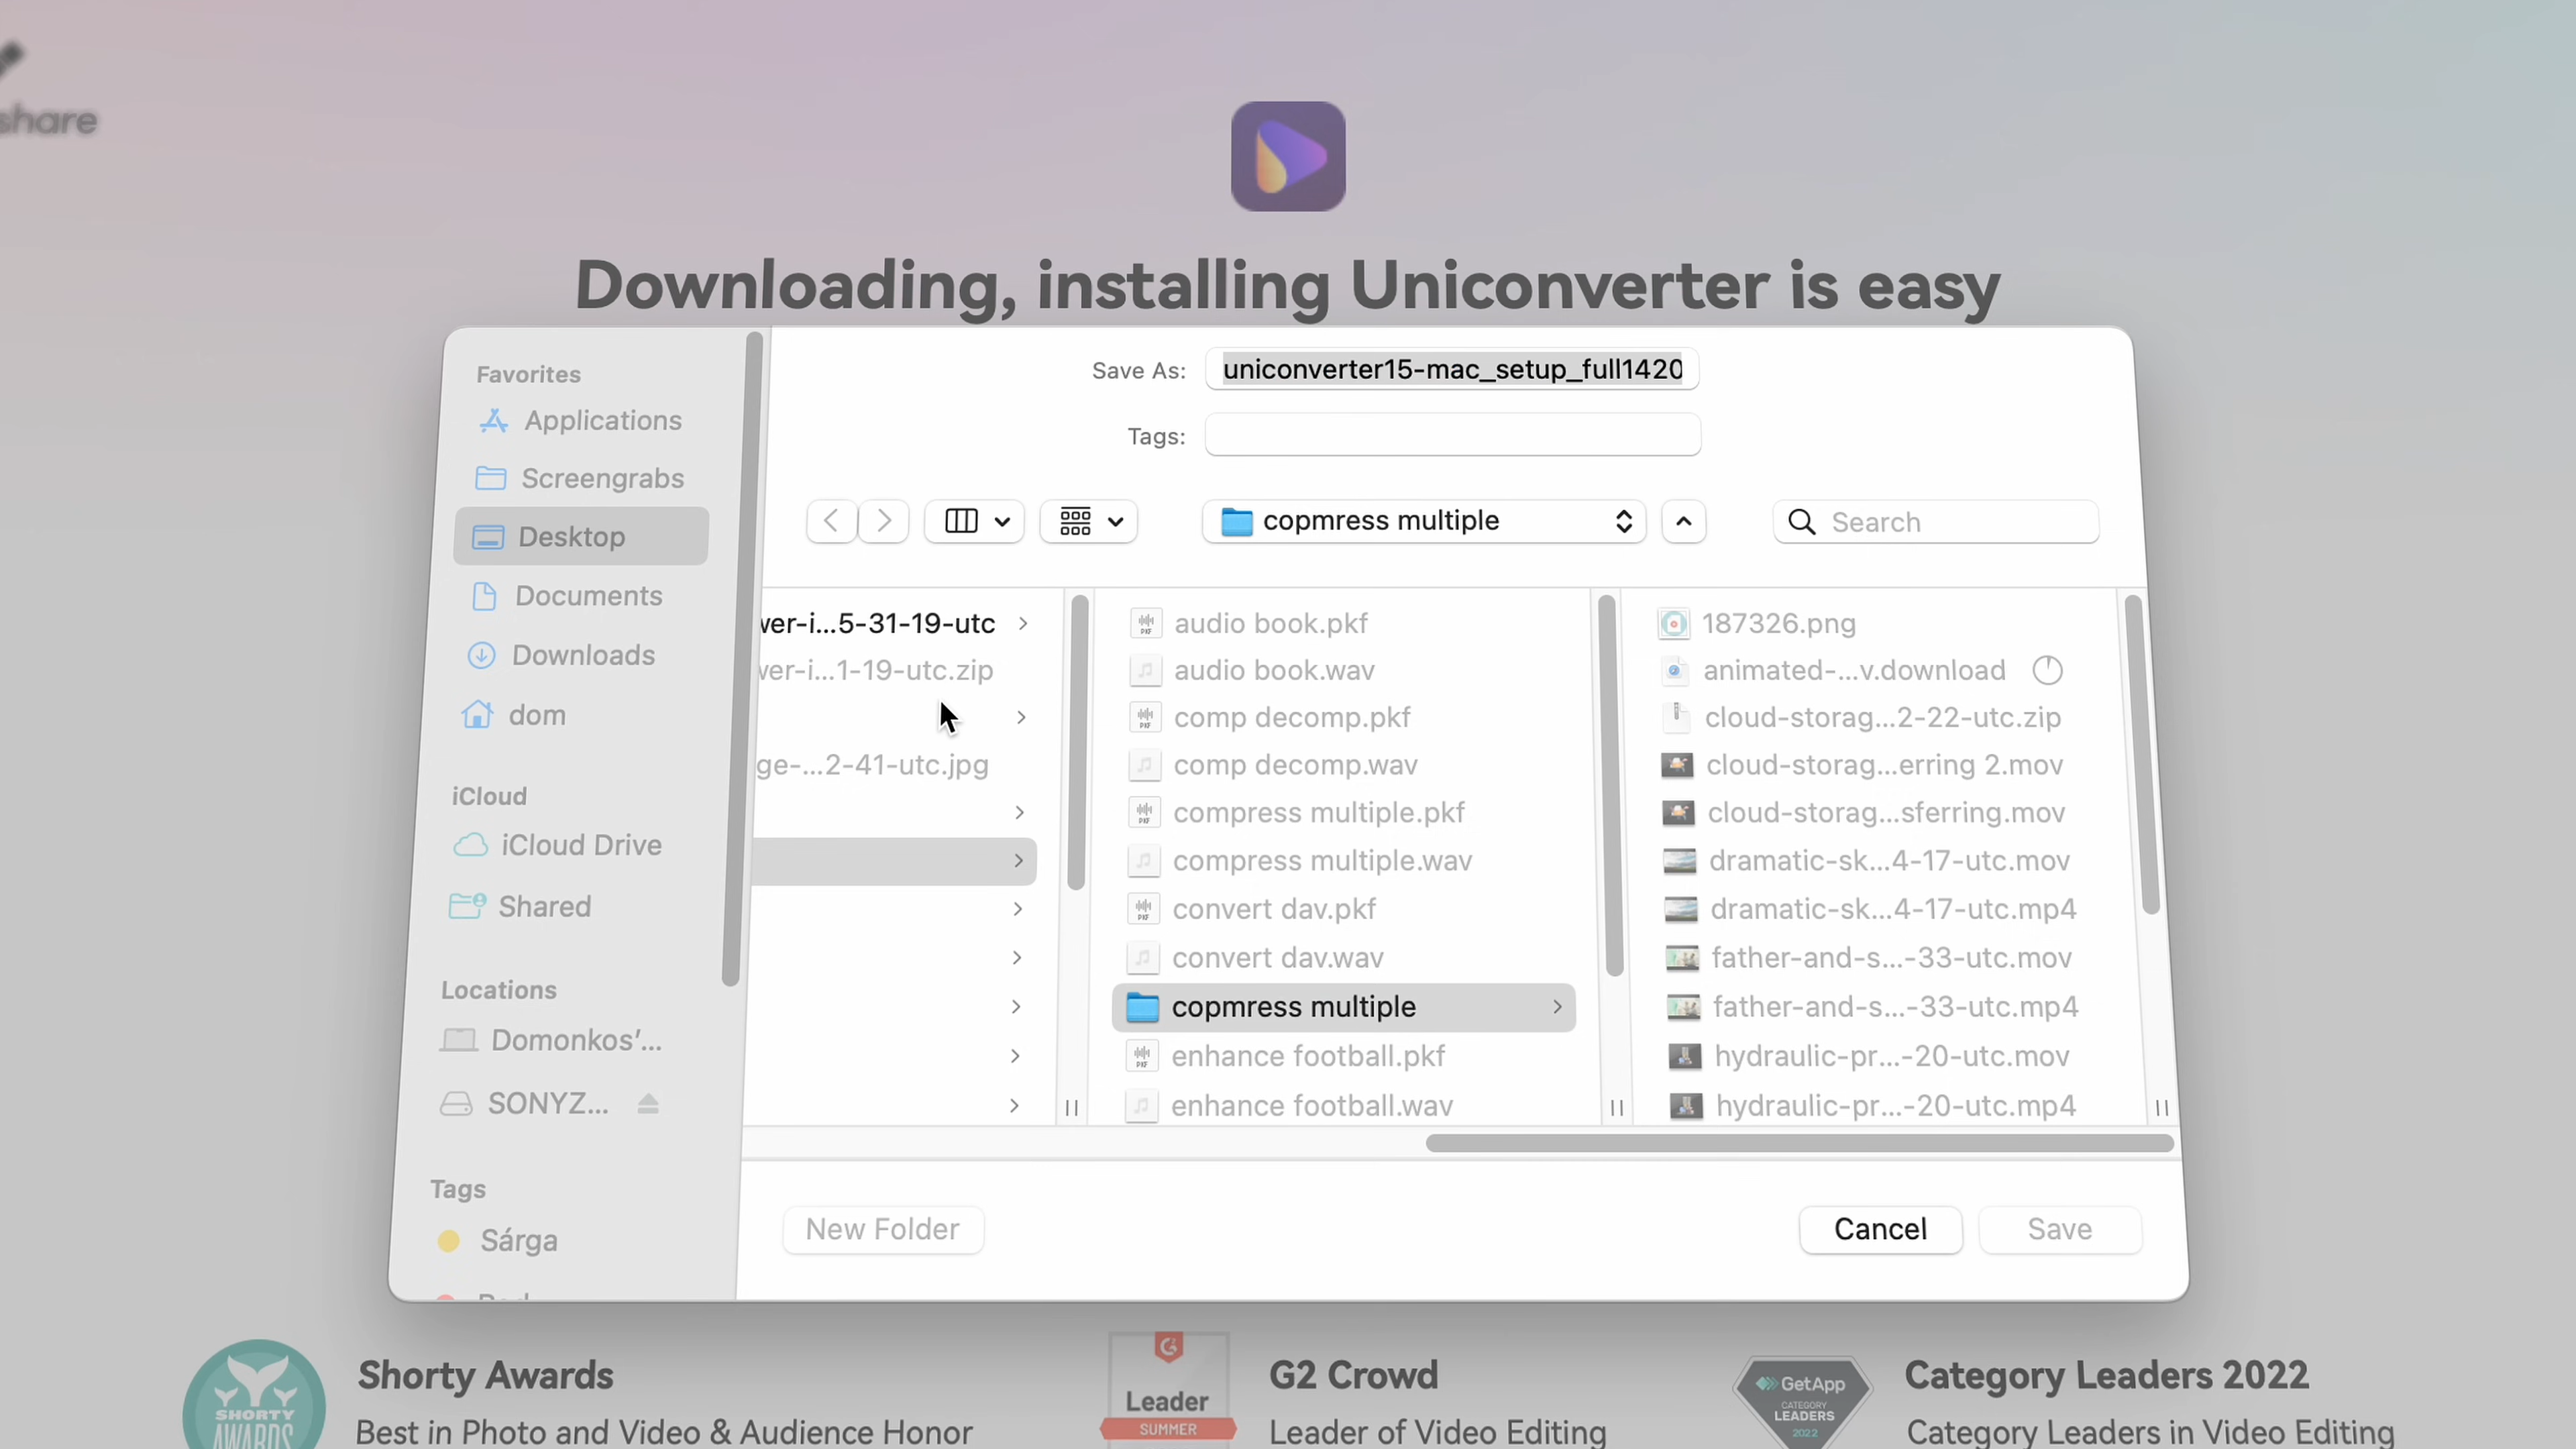 share
Downloading, installing Uniconverter is easy
Favorites
Applications
Screengrabs
Desktop
Documents
Downloads
dom
iCloud
iCloud Drive
Shared
Locations
Domonkos’...
SONYZ...
Tags
Sárga
Save As: uniconverter15-mac_setup_full1420
Tags:
copmress multiple
Search
wer-i...5-31-19-utc
wer-i...1-19-utc.zip
ge-...2-41-utc.jpg
audio book.pkf
audio book.wav
comp decomp.pkf
comp decomp.wav
compress multiple.pkf
compress multiple.wav
convert dav.pkf
convert dav.wav
copmress multiple
enhance football.pkf
enhance football.wav
187326.png
animated-...v.download
cloud-storag...2-22-utc.zip
cloud-storag...erring 2.mov
cloud-storag...sferring.mov
dramatic-sk...4-17-utc.mov
dramatic-sk...4-17-utc.mp4
father-and-s...-33-utc.mov
father-and-s...-33-utc.mp4
hydraulic-pr...-20-utc.mov
hydraulic-pr...-20-utc.mp4
New Folder
Cancel
Save
SHORTY
AWARDS
Shorty Awards
Best in Photo and Video & Audience Honor
Leader
SUMMER
G2 Crowd
Leader of Video Editing
GetApp
CATEGORY
LEADERS
2022
Category Leaders 2022
Category Leaders in Video Editing